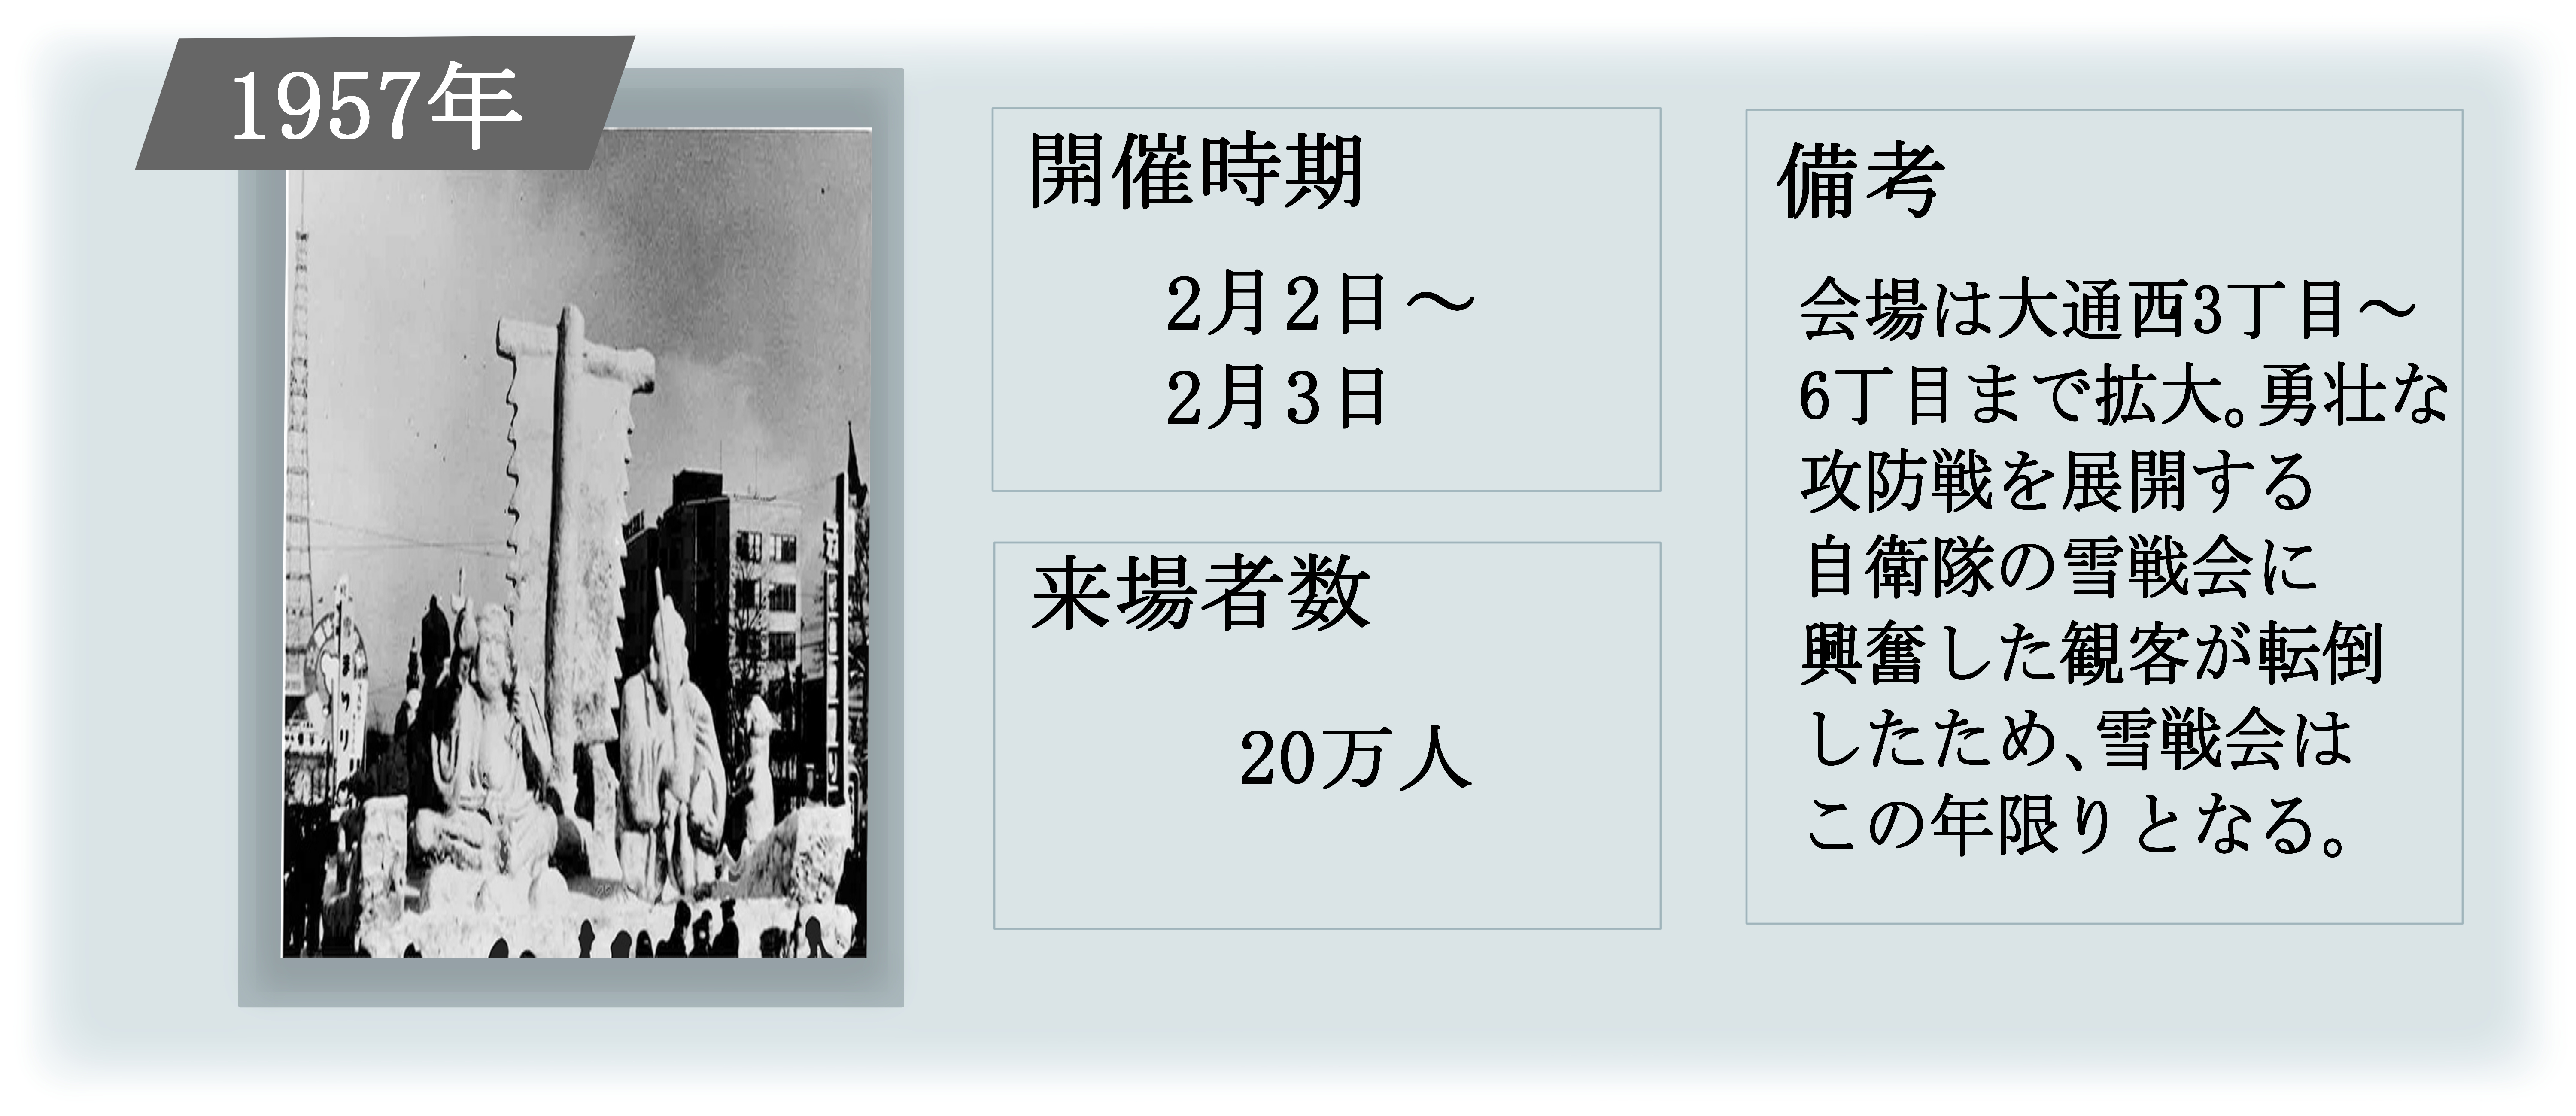 1957年
開催時期
2月2日～
2月3日
来場者数
20万人
備考
会場は大通西3丁目～
6丁目まで拡大。勇壮な
攻防戦を展開する
自衛隊の雪戦会に
興奮した観客が転倒
したため、雪戦会は
この年限りとなる。